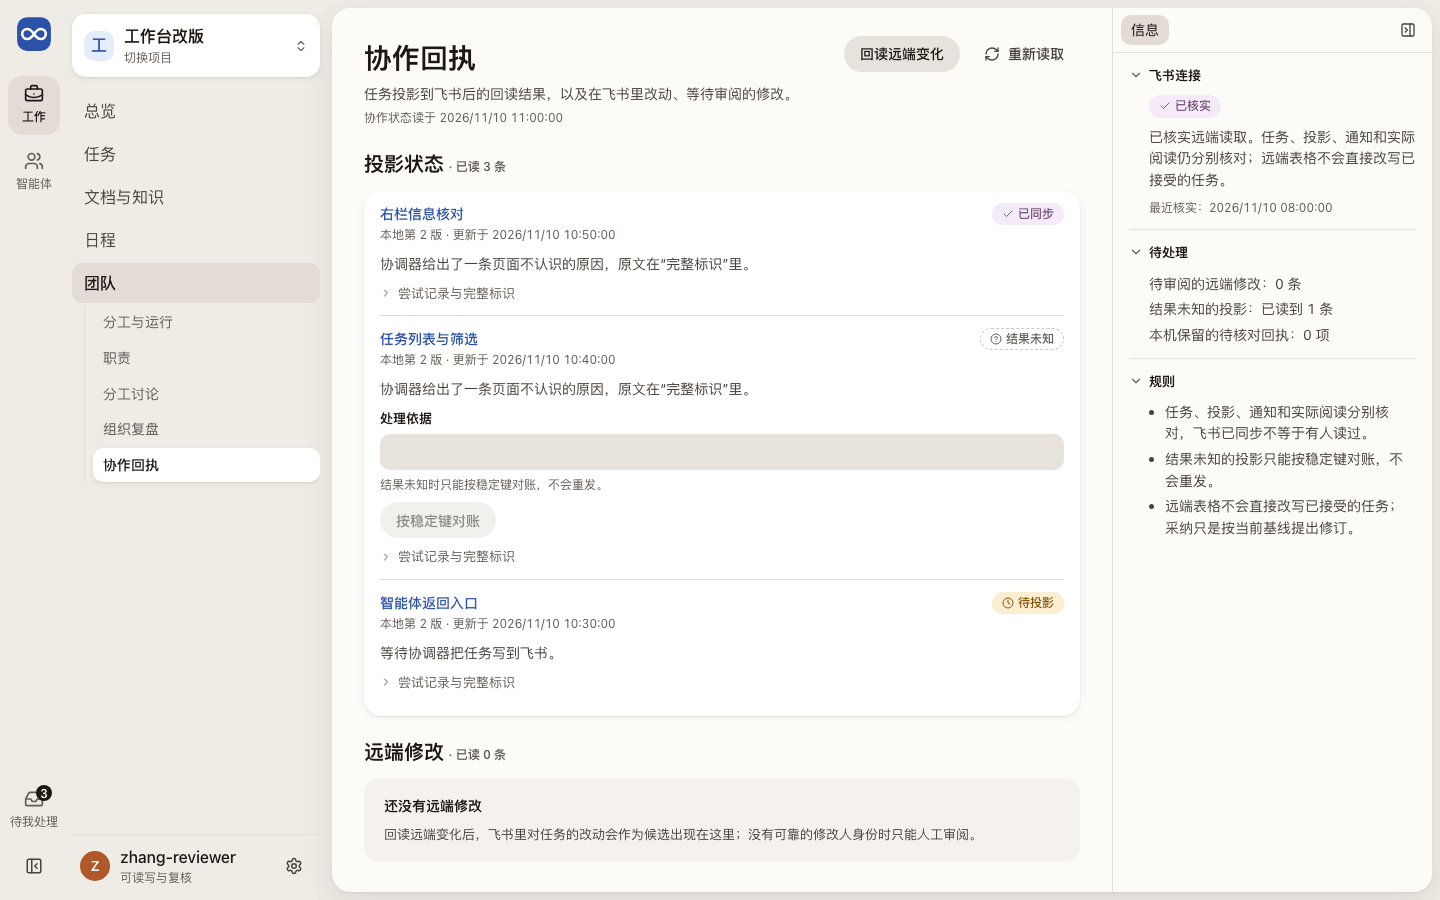 工作
智能体
3
待我处理
工
工作台改版
切换项目
总览
任务
文档与知识
日程
团队
分工与运行
职责
分工讨论
组织复盘
协作回执
Z
zhang-reviewer
可读写与复核
协作回执
回读远端变化
重新读取
任务投影到飞书后的回读结果，以及在飞书里改动、等待审阅的修改。
协作状态读于 2026/11/10 11:00:00
投影状态 · 已读 3 条
右栏信息核对
已同步
本地第 2 版 · 更新于 2026/11/10 10:50:00
协调器给出了一条页面不认识的原因，原文在“完整标识”里。
尝试记录与完整标识
任务列表与筛选
结果未知
本地第 2 版 · 更新于 2026/11/10 10:40:00
协调器给出了一条页面不认识的原因，原文在“完整标识”里。
处理依据
结果未知时只能按稳定键对账，不会重发。
按稳定键对账
尝试记录与完整标识
智能体返回入口
待投影
本地第 2 版 · 更新于 2026/11/10 10:30:00
等待协调器把任务写到飞书。
尝试记录与完整标识
远端修改 · 已读 0 条
还没有远端修改
回读远端变化后，飞书里对任务的改动会作为候选出现在这里；没有可靠的修改人身份时只能人工审阅。
信息
飞书连接
已核实
已核实远端读取。任务、投影、通知和实际
阅读仍分别核对；远端表格不会直接改写已
接受的任务。
最近核实：2026/11/10 08:00:00
待处理
待审阅的远端修改：0 条
结果未知的投影：已读到 1 条
本机保留的待核对回执：0 项
规则
任务、投影、通知和实际阅读分别核
对，飞书已同步不等于有人读过。
结果未知的投影只能按稳定键对账，不
会重发。
远端表格不会直接改写已接受的任务；
采纳只是按当前基线提出修订。